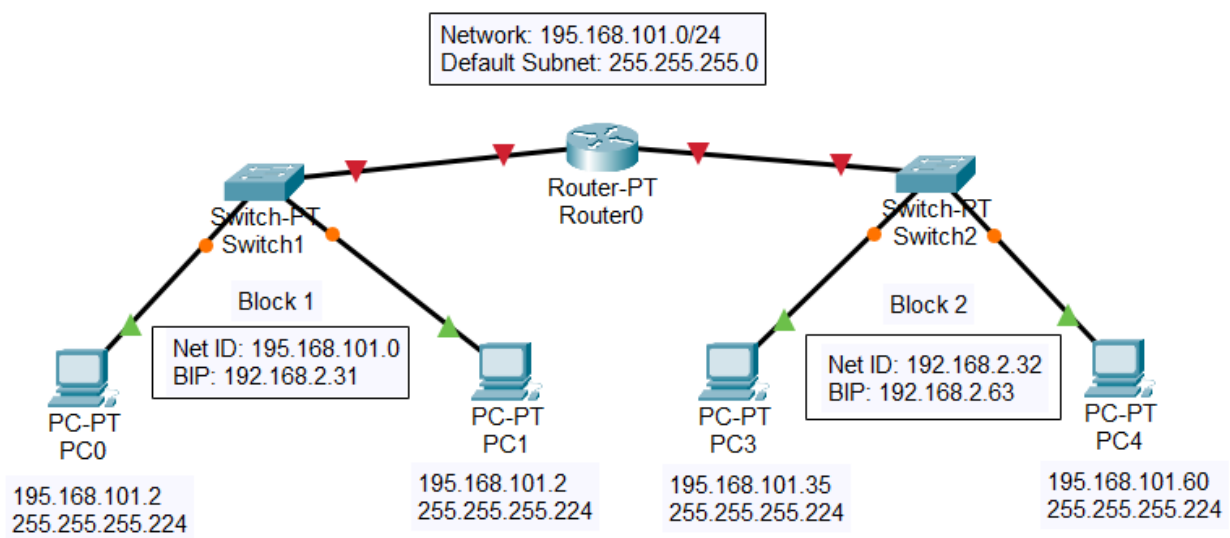 Network: 195.168.101.0/24
Default Subnet: 255.255.255.0
Router-PT
Router0
Switch-PT
Switch1
Switch-PT
Switch2
Block 1
Net ID: 195.168.101.0
BIP: 192.168.2.31
Block 2
Net ID: 192.168.2.32
BIP: 192.168.2.63
PC-PT
PC0
195.168.101.2
255.255.255.224
PC-PT
PC1
195.168.101.2
255.255.255.224
PC-PT
PC3
195.168.101.35
255.255.255.224
PC-PT
PC4
195.168.101.60
255.255.255.224